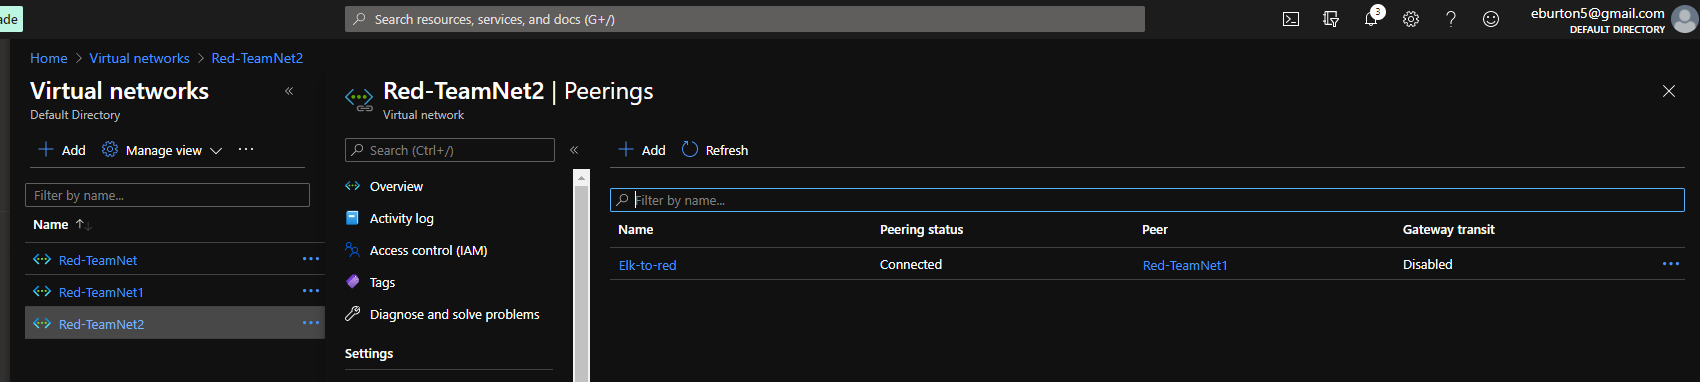 ade
Search resources, services, and docs (G+/)
3
eburton5@gmail.com
DEFAULT DIRECTORY
Home > Virtual networks > Red-TeamNet2
Virtual networks
Default Directory
+ Add Manage view ...
Filter by name...
Name ↑↓
Red-TeamNet ...
Red-TeamNet1 ...
Red-TeamNet2 ...
Red-TeamNet2 | Peerings
Virtual network
Search (Ctrl+/)
Overview
Activity log
Access control (IAM)
Tags
Diagnose and solve problems
Settings
+ Add Refresh
Filter by name...
Name Peering status Peer Gateway transit
Elk-to-red Connected Red-TeamNet1 Disabled ...